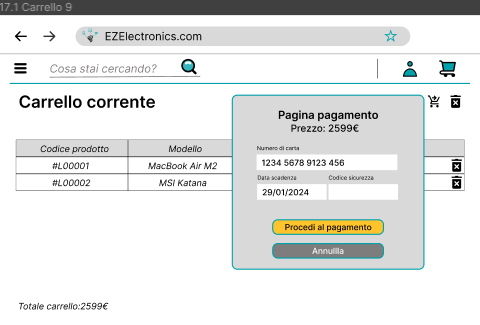 17.1 Carrello 9
EZElectronics.com
Cosa stai cercando?
Carrello corrente
Pagina pagamento
Prezzo: 2599€
Numero di carta
1234 5678 9123 456
Data scadenza Codice sicurezza
29/01/2024
Procedi al pagamento
Annullla
Codice prodotto Modello
#L00001 MacBook Air M2
#L00002 MSI Katana
Totale carrello:2599€